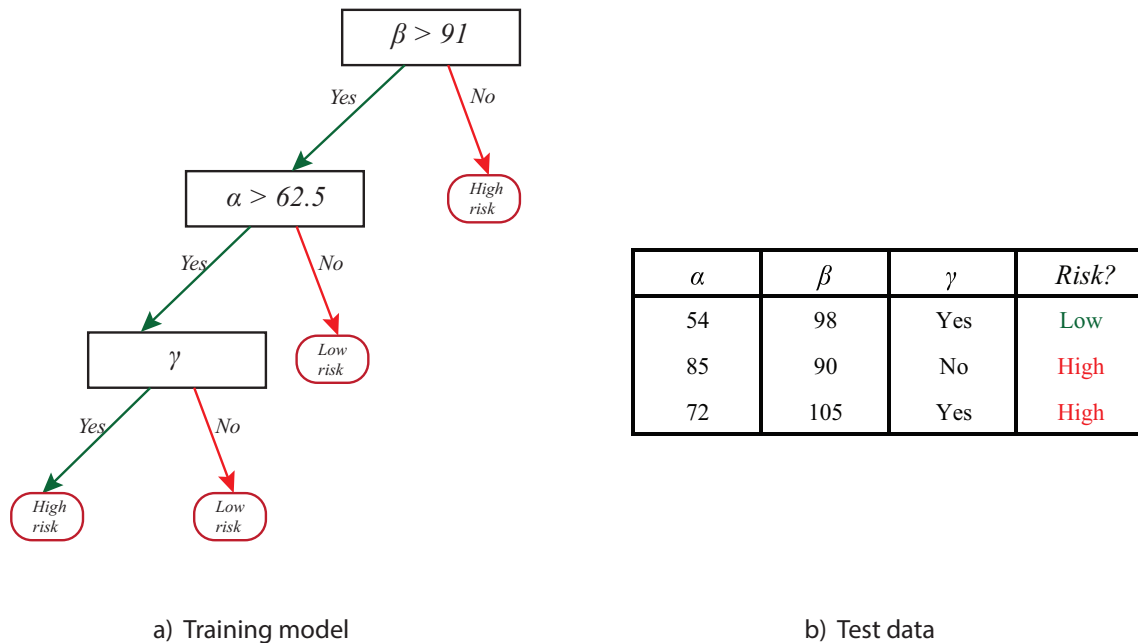 β > 91
Yes
No
α > 62.5
High
risk
Yes
No
γ
Low
risk
Yes
No
High
risk
Low
risk
a) Training model
α β γ Risk?
54 98 Yes Low
85 90 No High
72 105 Yes High
b) Test data